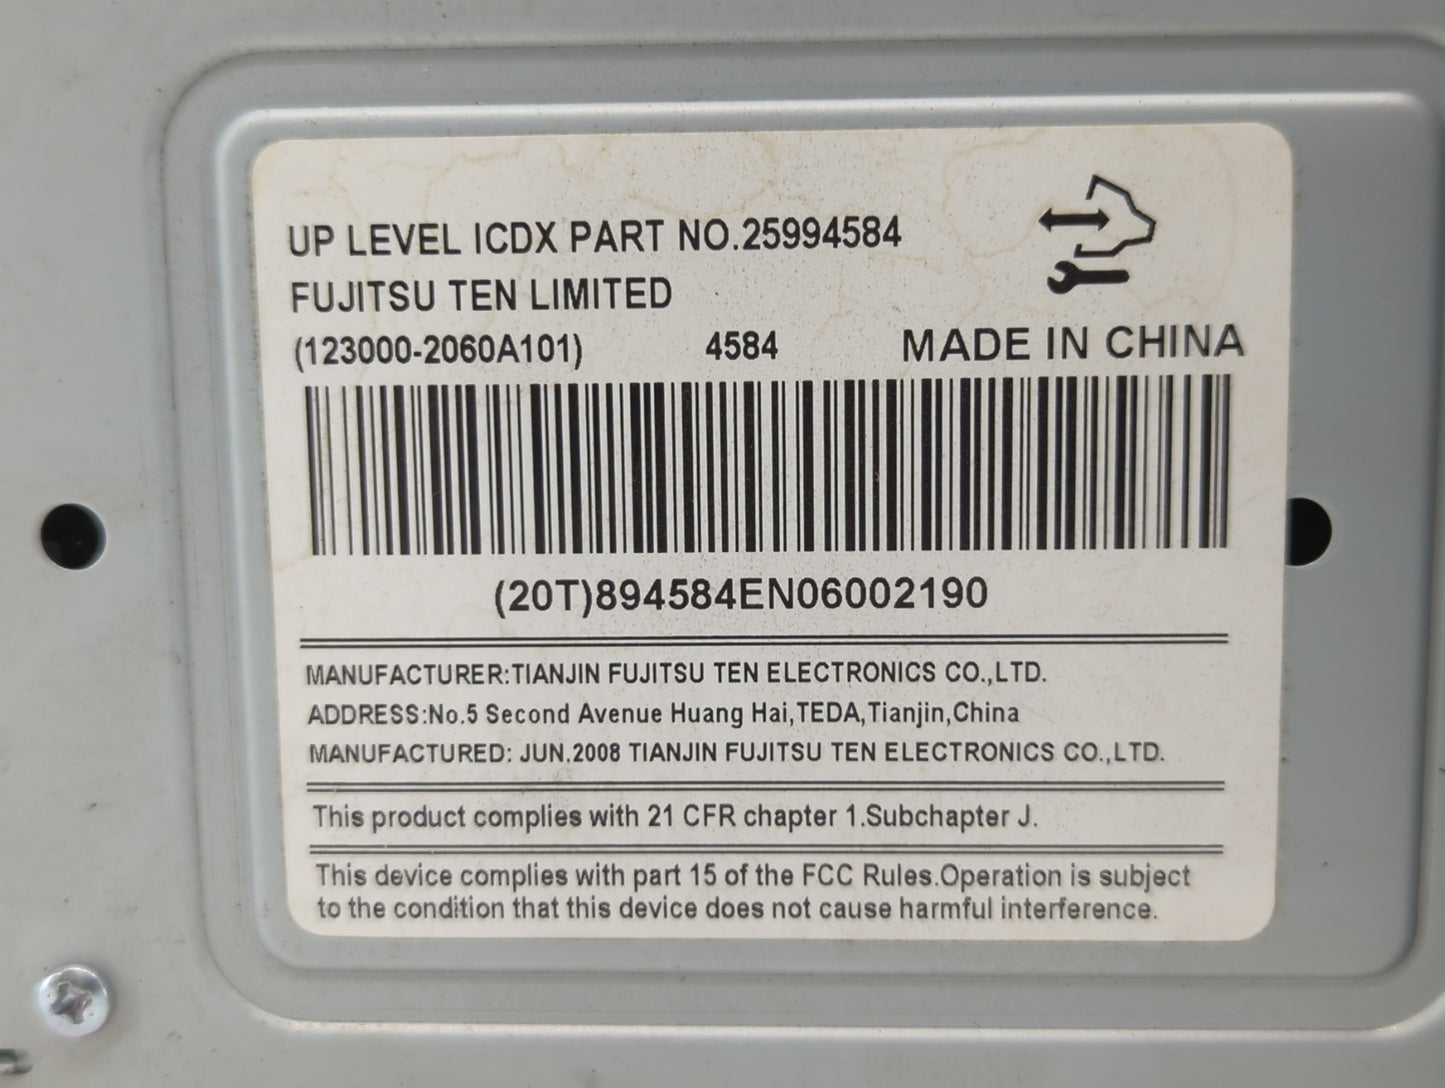 UP LEVEL ICDX PART NO.25994584
FUJITSU TEN LIMITED
(123000-2060A101) 4584 MADE IN CHINA
(20T)894584EN06002190
MANUFACTURER:TIANJIN FUJITSU TEN ELECTRONICS CO.,LTD.
ADDRESS:No.5 Second Avenue Huang Hai,TEDA,Tianjin,China
MANUFACTURED: JUN.2008 TIANJIN FUJITSU TEN ELECTRONICS CO.,LTD.
This product complies with 21 CFR chapter 1.Subchapter J.
This device complies with part 15 of the FCC Rules.Operation is subject
to the condition that this device does not cause harmful interference.